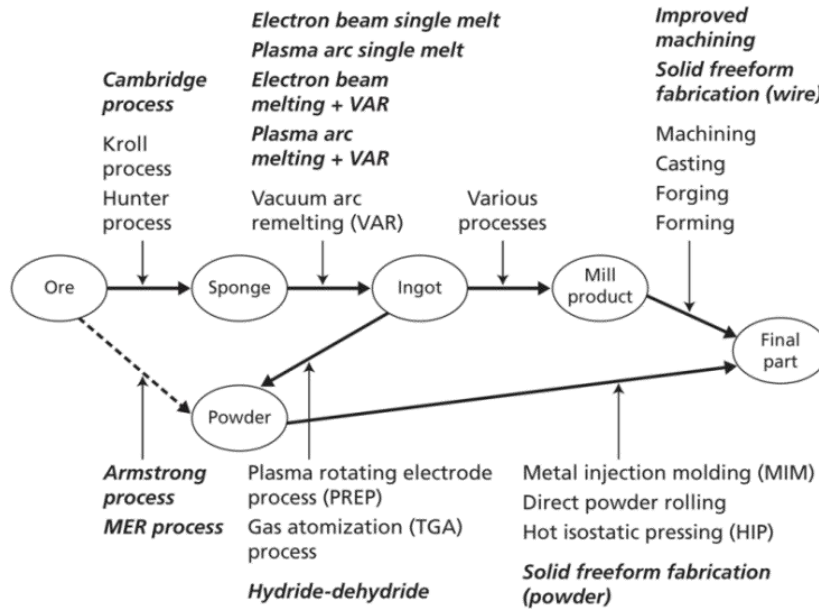 Electron beam single melt
Plasma arc single melt
Electron beam
melting + VAR
Plasma arc
melting + VAR
Vacuum arc
remelting (VAR)
Cambridge
process
Kroll
process
Hunter
process
Various
processes
Improved
machining
Solid freeform
fabrication (wire)
Machining
Casting
Forging
Forming
Ore
Sponge
Ingot
Mill
product
Final
part
Powder
Armstrong
process
MER process
Plasma rotating electrode
process (PREP)
Gas atomization (TGA)
process
Hydride-dehydride
Metal injection molding (MIM)
Direct powder rolling
Hot isostatic pressing (HIP)
Solid freeform fabrication
(powder)